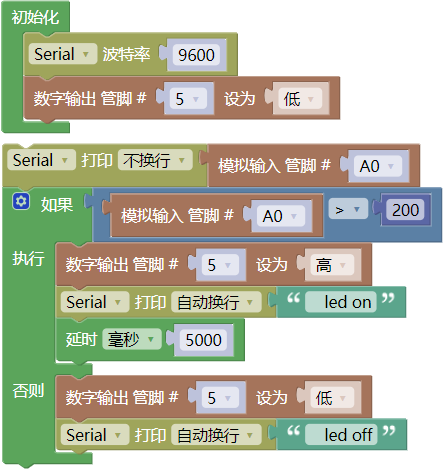 初始化
Serial 波特率 9600
数字输出 管脚 # 5 设为 低
Serial 打印 不换行 模拟输入 管脚 # A0
如果 模拟输入 管脚 # A0 > 200
执行 数字输出 管脚 # 5 设为 高
Serial 打印 自动换行 “ led on ”
延时 毫秒 5000
否则 数字输出 管脚 # 5 设为 低
Serial 打印 自动换行 “ led off ”